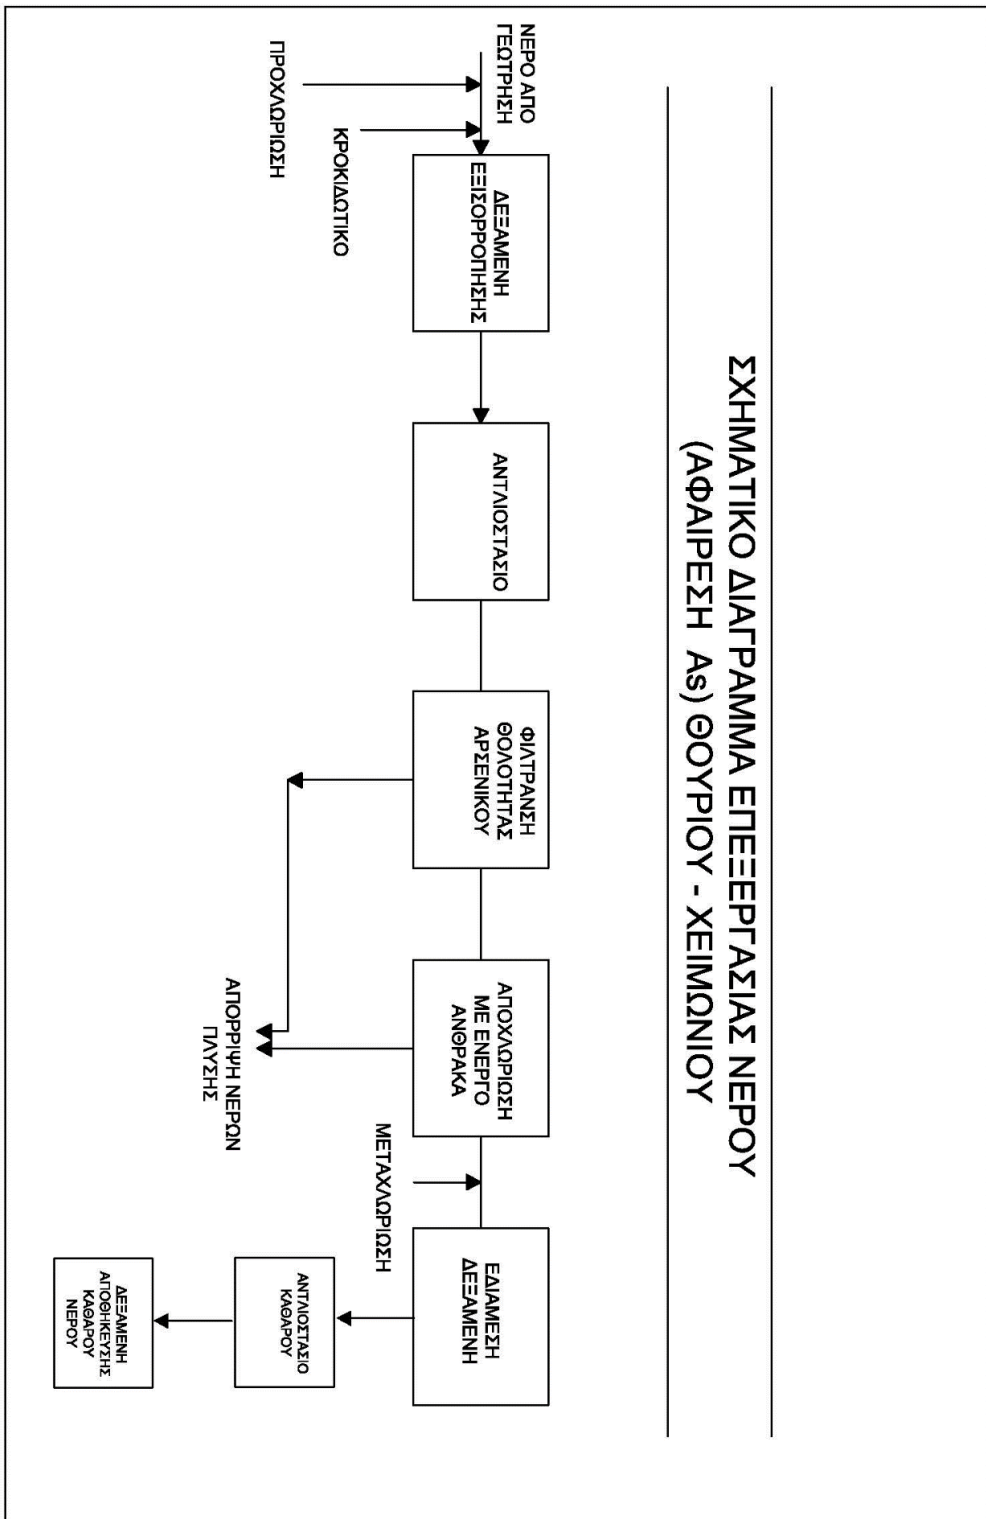 ΣΧΗΜΑΤΙΚΟ ΔΙΑΓΡΑΜΜΑ ΕΠΕΞΕΡΓΑΣΙΑΣ ΝΕΡΟΥ
(ΑΦΑΙΡΕΣΗ As) ΘΟΥΡΙΟΥ - ΧΕΙΜΩΝΙΟΥ
ΝΕΡΟ ΑΠΟ
ΓΕΩΤΡΗΣΗ
ΠΡΟΧΛΩΡΙΩΣΗ
ΚΡΟΚΙΔΩΤΙΚΟ
ΔΕΞΑΜΕΝΗ
ΕΞΙΣΟΡΡΟΠΗΣΗΣ
ΑΝΤΛΙΟΣΤΑΣΙΟ
ΦΙΛΤΡΑΝΣΗ
ΘΟΛΟΤΗΤΑΣ
ΑΡΣΕΝΙΚΟΥ
ΑΠΟΧΛΩΡΙΩΣΗ
ΜΕ ΕΝΕΡΓΟ
ΑΝΘΡΑΚΑ
ΑΠΟΡΡΙΨΗ ΝΕΡΩΝ
ΠΛΥΣΗΣ
ΜΕΤΑΧΛΩΡΙΩΣΗ
ΕΔΙΑΜΕΣΗ
ΔΕΞΑΜΕΝΗ
ΑΝΤΛΙΟΣΤΑΣΙΟ
ΚΑΘΑΡΟΥ
ΔΕΞΑΜΕΝΗ
ΑΠΟΘΗΚΕΥΣΗΣ
ΚΑΘΑΡΟΥ
ΝΕΡΟΥ